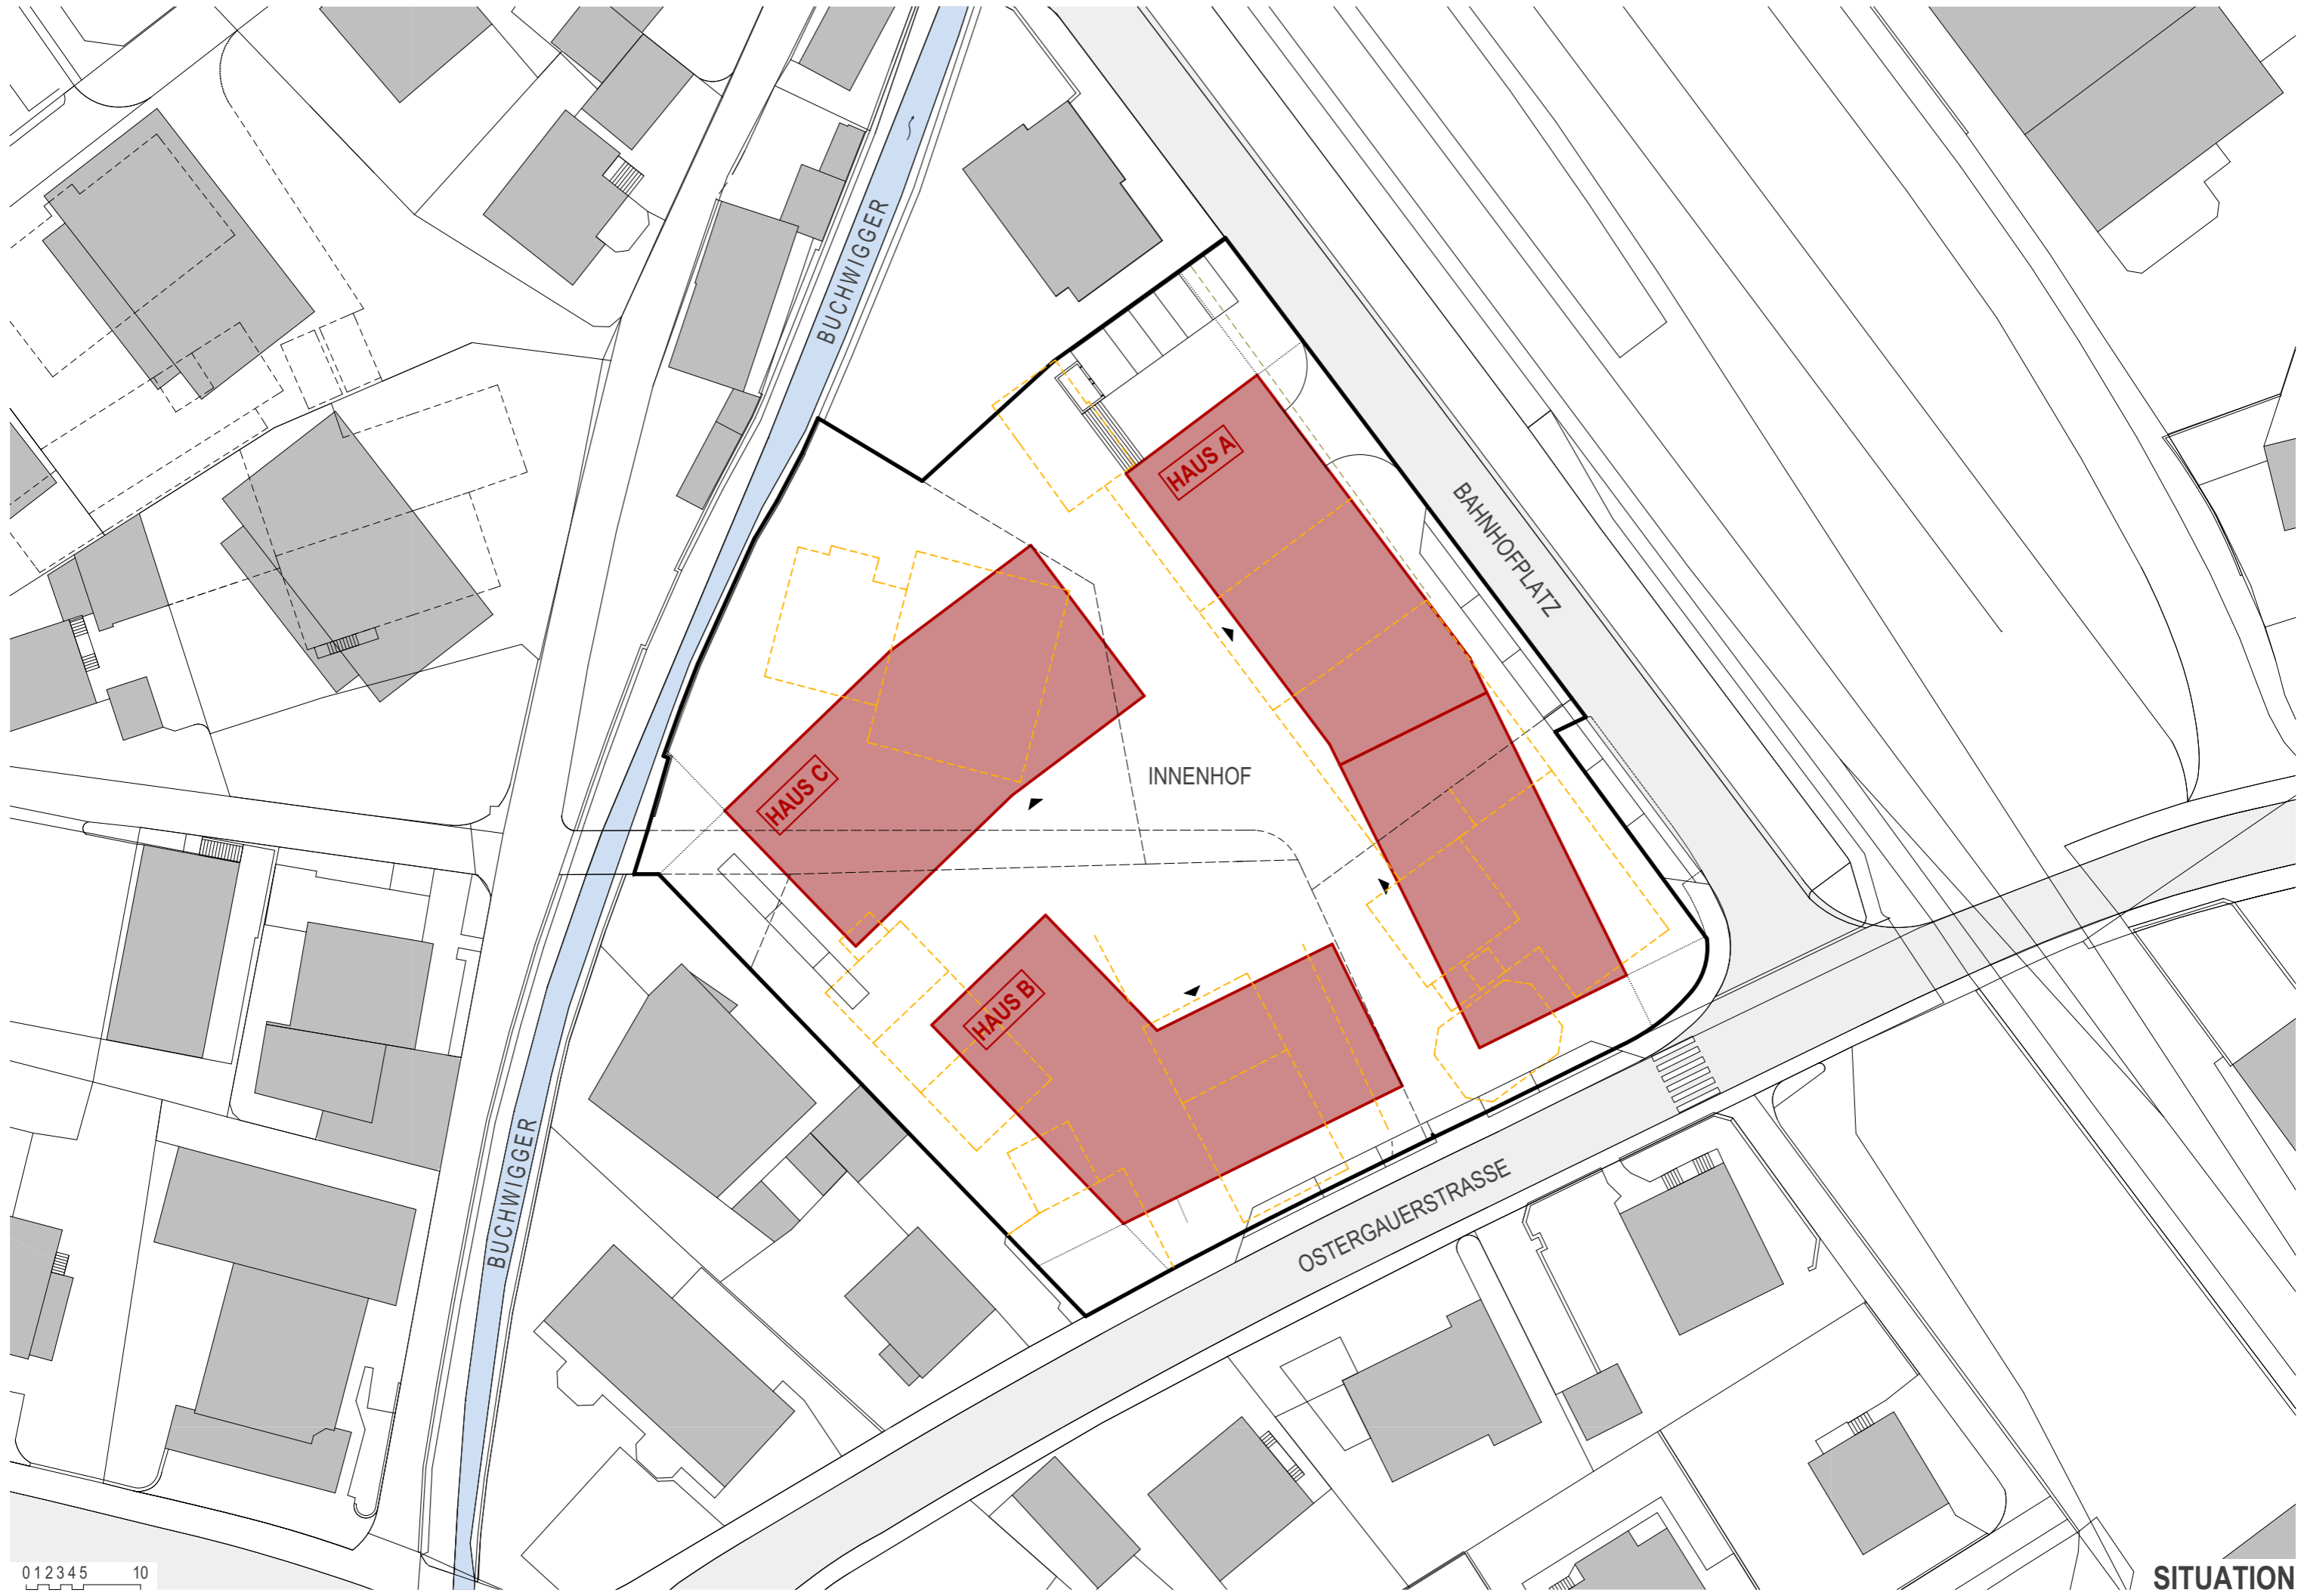 BUCHWIGGER
HAUS A
BAHNHOFPLATZ
INNENHOF
HAUS C
HAUS B
BUCHWIGGER
OSTERGAUERSTRASSE
0 1 2 3 4 5 10
SITUATION